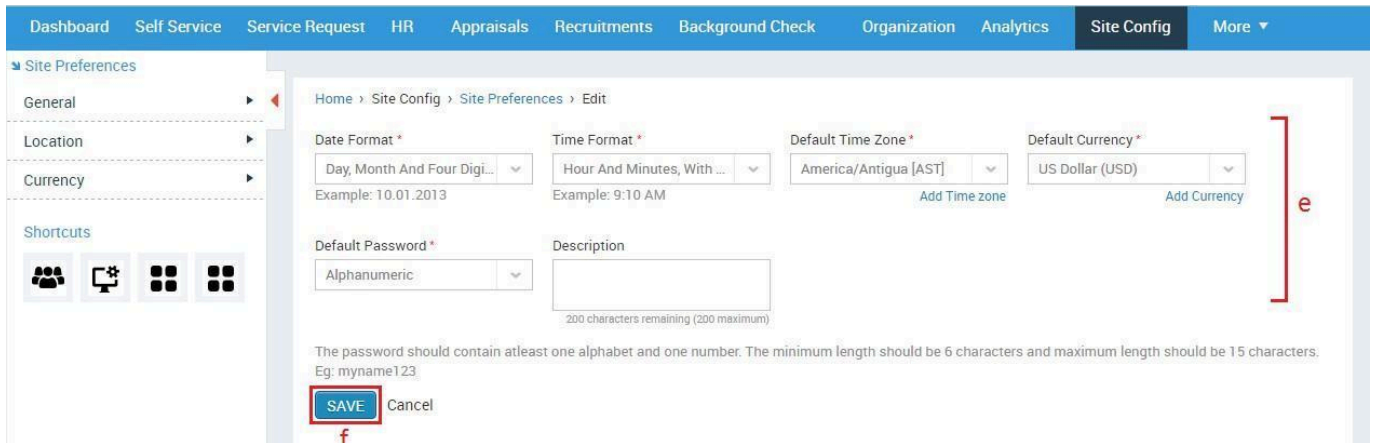 Dashboard Self Service Service Request HR Appraisals Recruitments Background Check Organization Analytics Site Config More
Site Preferences
General
Location
Currency
Shortcuts
Home › Site Config › Site Preferences › Edit
Date Format * Time Format * Default Time Zone * Default Currency *
Day, Month And Four Digi... Hour And Minutes, With ... America/Antigua [AST] US Dollar (USD)
Example: 10.01.2013 Example: 9:10 AM Add Time zone Add Currency
e
Default Password * Description
Alphanumeric
200 characters remaining (200 maximum)
The password should contain atleast one alphabet and one number. The minimum length should be 6 characters and maximum length should be 15 characters.
Eg: myname123
SAVE Cancel
f